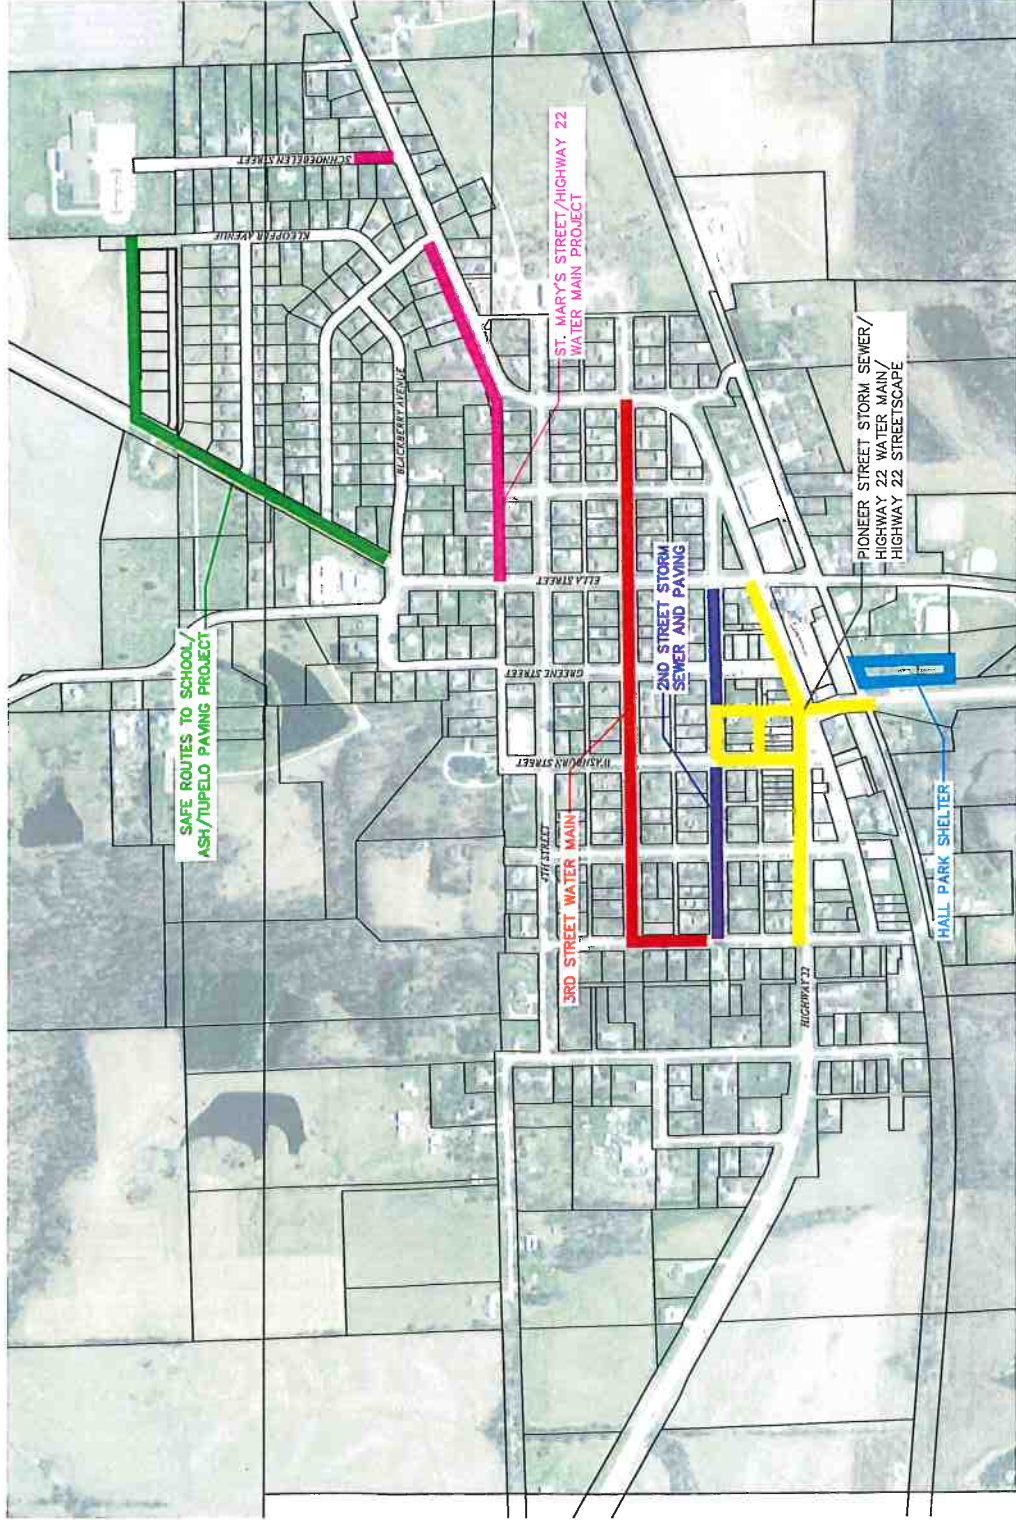 SAFE ROUTES TO SCHOOL/
ASH/TUPELO PAVING PROJECT
SCHNOEBELEN STREET
KLEOPFER AVENUE
BLACKBERRY AVENUE
ST. MARY'S STREET/HIGHWAY 22
WATER MAIN PROJECT
ELLA STREET
GREENE STREET
WASHBURN STREET
4TH STREET
3RD STREET WATER MAIN
2ND STREET STORM
SEWER AND PAVING
PIONEER STREET STORM SEWER/
HIGHWAY 22 WATER MAIN/
HIGHWAY 22 STREETSCAPE
HIGHWAY 22
HALL PARK SHELTER